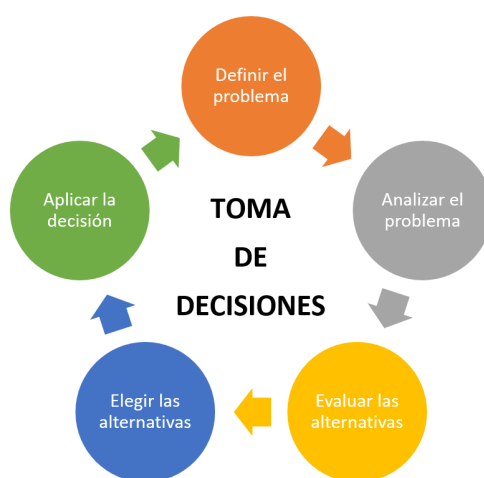 Definir el
problema
Analizar el
problema
Evaluar las
alternativas
Elegir las
alternativas
Aplicar la
decisión
TOMA
DE
DECISIONES